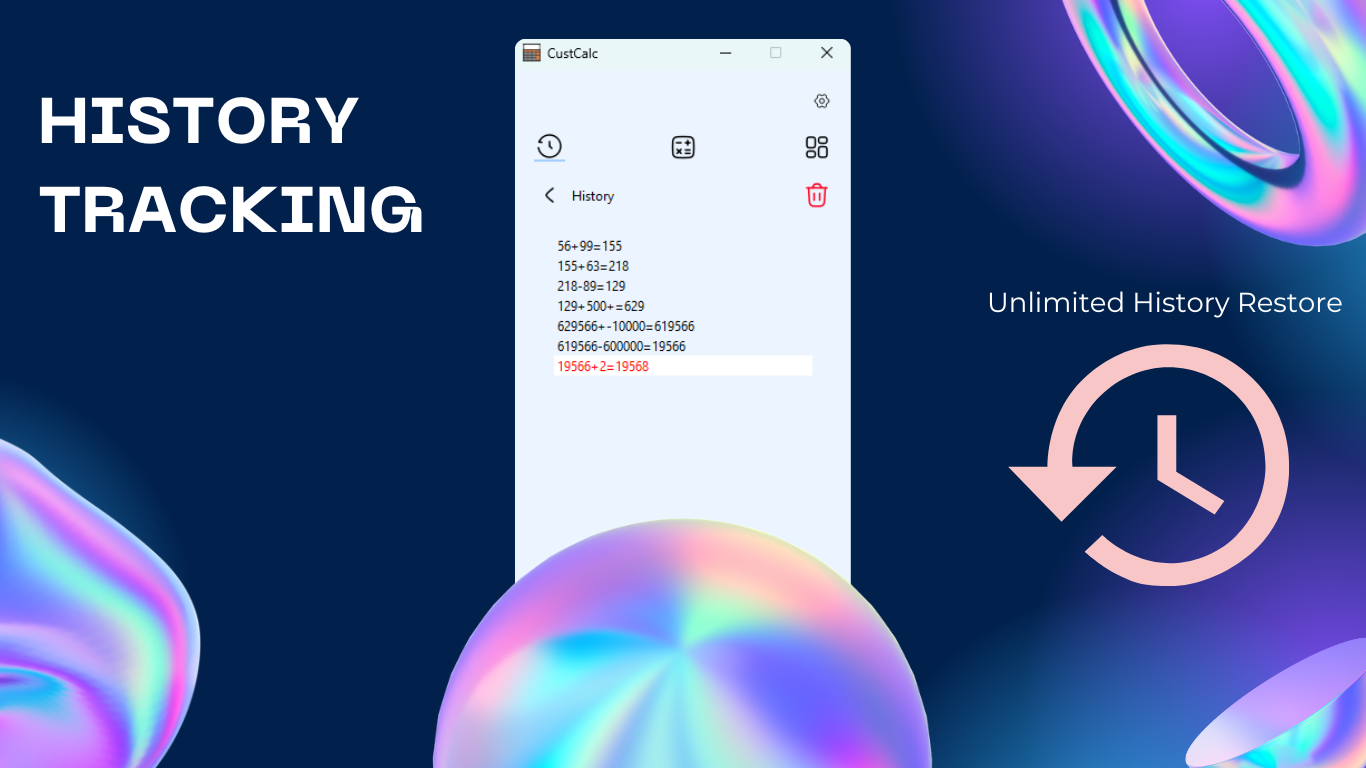 HISTORY
TRACKING
CustCalc
History
56+99=155
155+63=218
218-89=129
129+500+=629
629566+-10000=619566
619566-600000=19566
19566+2=19568
Unlimited History Restore